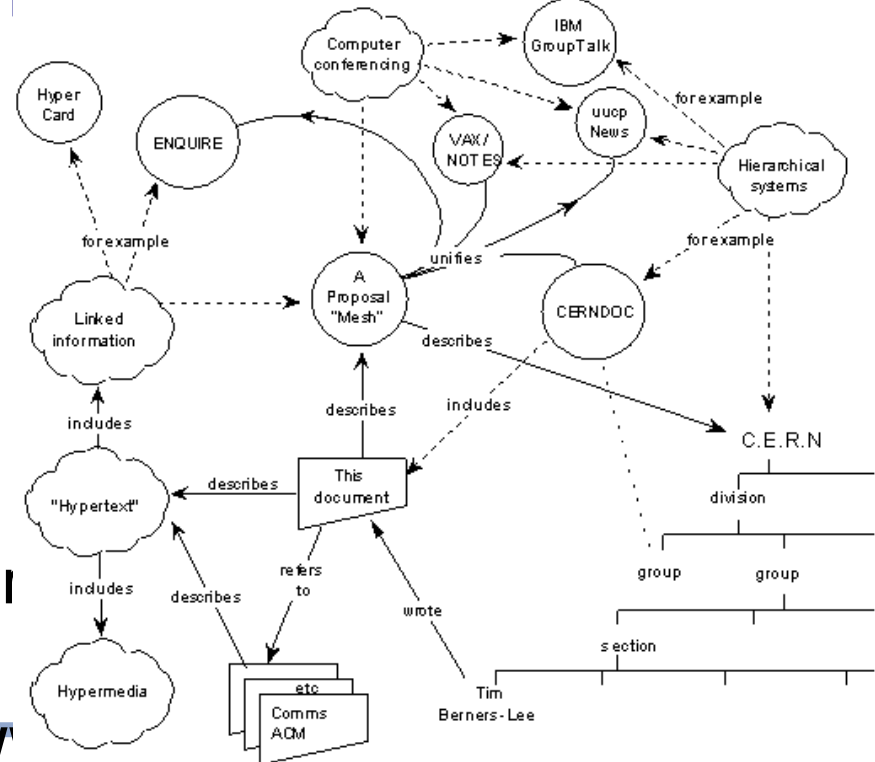 IBM
GroupTalk
Computer
conferencing
Hyper
Card
for example
uucp
News
ENQUIRE
VAX/
NOTES
Hierarchical
systems
for example
for example
unifies
A
Proposal
"Mesh"
CERNDOC
Linked
information
describes
includes
describes
includes
C.E.R.N
This
document
describes
"Hypertext"
division
refers
to
group
group
includes
describes
wrote
section
Hypermedia
etc
Tim
Berners-Lee
Comms
ACM